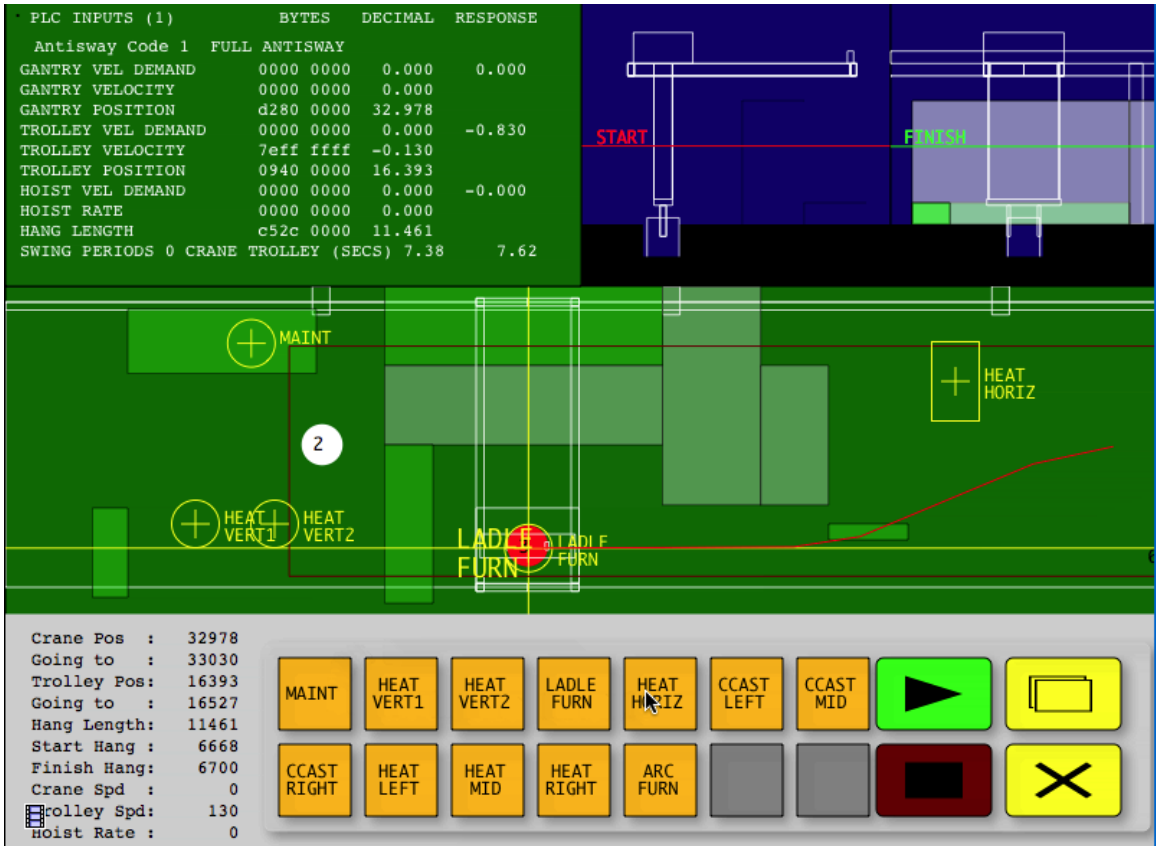 PLC INPUTS (1) BYTES DECIMAL RESPONSE
Antisway Code 1 FULL ANTISWAY
GANTRY VEL DEMAND 0000 0000 0.000 0.000
GANTRY VELOCITY 0000 0000 0.000
GANTRY POSITION d280 0000 32.978
TROLLEY VEL DEMAND 0000 0000 0.000 -0.830
TROLLEY VELOCITY 7eff ffff -0.130
TROLLEY POSITION 0940 0000 16.393
HOIST VEL DEMAND 0000 0000 0.000 -0.000
HOIST RATE 0000 0000 0.000
HANG LENGTH c52c 0000 11.461
SWING PERIODS 0 CRANE TROLLEY (SECS) 7.38 7.62
START
FINISH
MAINT
HEAT
HORIZ
2
HEAT
VERT1
HEAT
VERT2
LADLE
FURN
LADLE
FURN
6
Crane Pos : 32978
Going to : 33030
Trolley Pos: 16393
Going to : 16527
Hang Length: 11461
Start Hang : 6668
Finish Hang: 6700
Crane Spd : 0
rolley Spd: 130
Hoist Rate : 0
MAINT
HEAT
VERT1
HEAT
VERT2
LADLE
FURN
HEAT
HORIZ
CCAST
LEFT
CCAST
MID
CCAST
RIGHT
HEAT
LEFT
HEAT
MID
HEAT
RIGHT
ARC
FURN